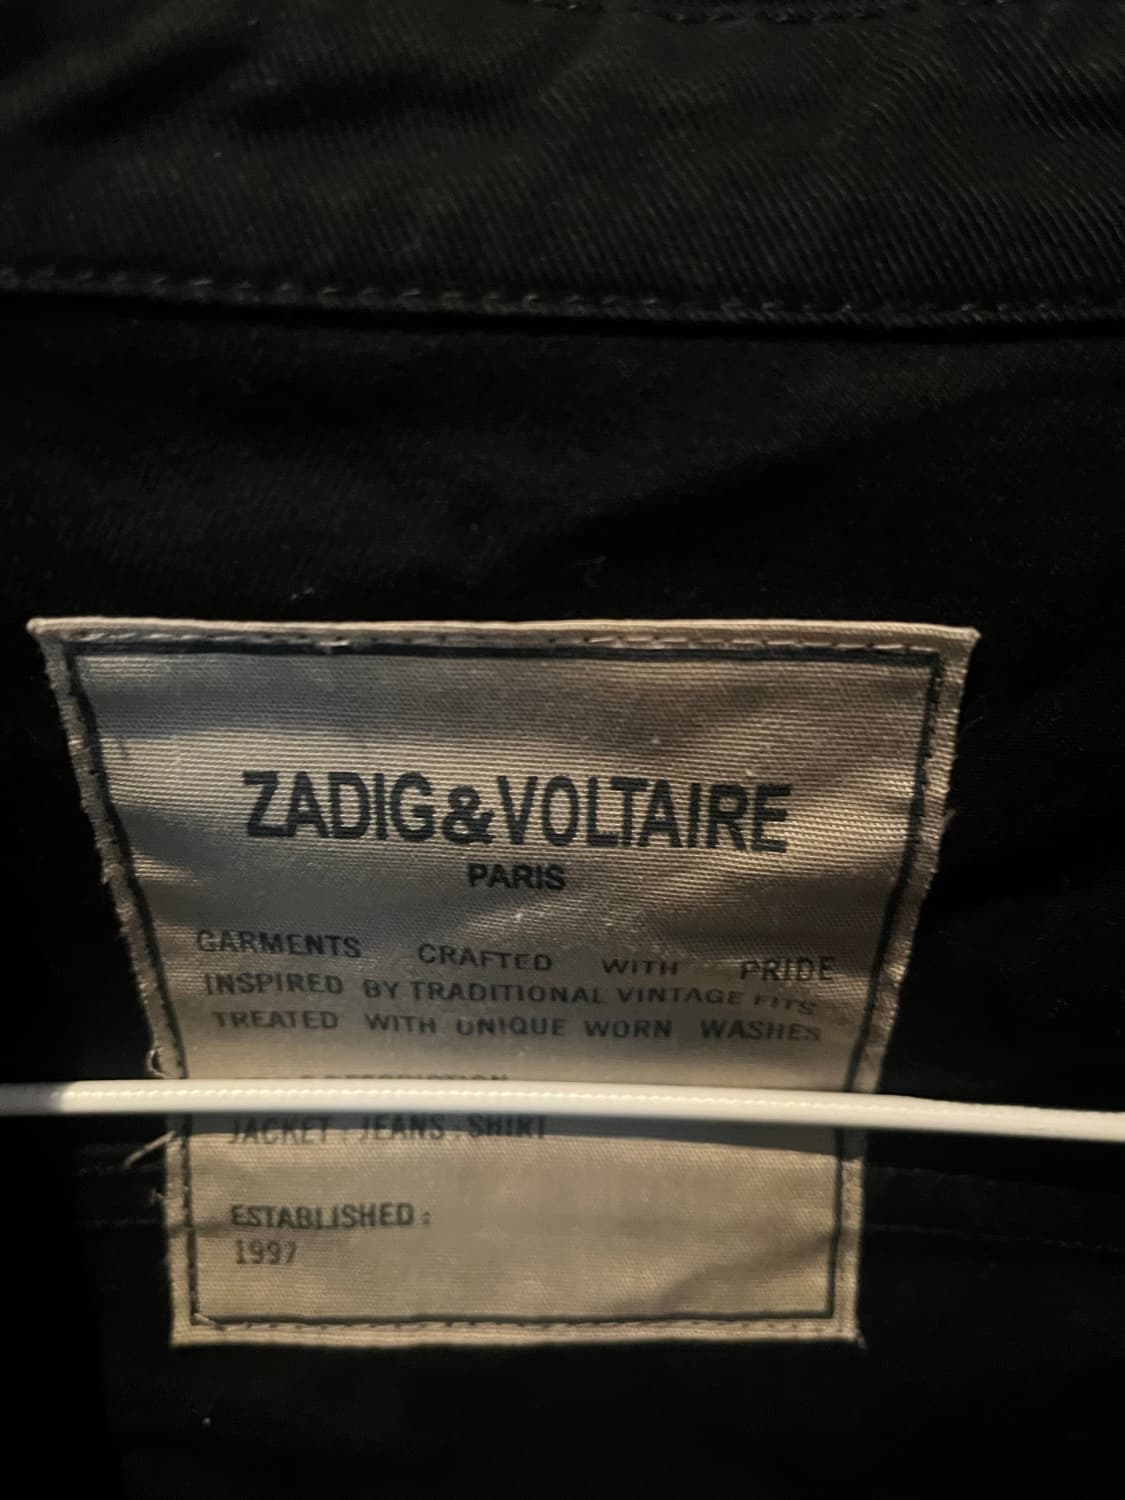 ZADIG&VOLTAIRE
PARIS
GARMENTS CRAFTED WITH PRIDE
INSPIRED BY TRADITIONAL VINTAGE FITS
TREATED WITH UNIQUE WORN WASHES
JACKET . JEANS . SHIRT
ESTABLISHED :
1997